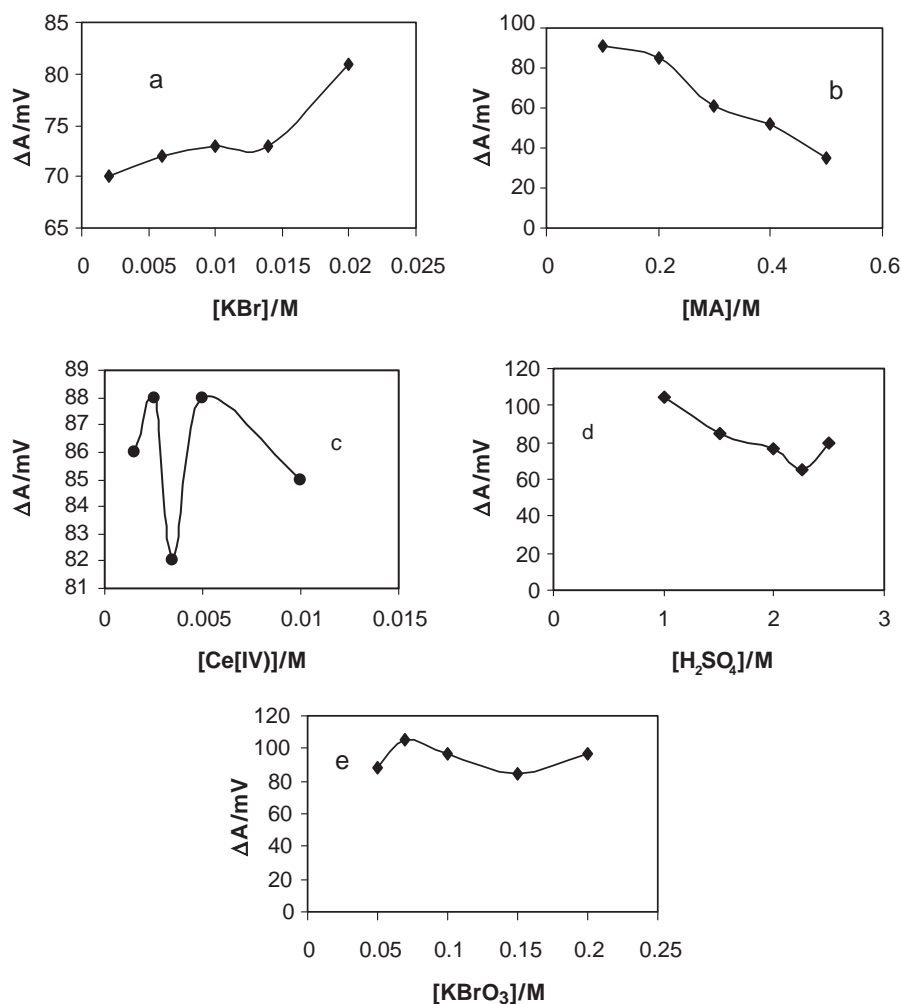 a
ΔA/mV
85
80
75
70
65
0 0.005 0.01 0.015 0.02 0.025
[KBr]/M
b
ΔA/mV
100
80
60
40
20
0
0 0.2 0.4 0.6
[MA]/M
c
ΔA/mV
89
88
87
86
85
84
83
82
81
0 0.005 0.01 0.015
[Ce[IV)]/M
d
ΔA/mV
120
100
80
60
40
20
0
0 1 2 3
[H₂SO₄]/M
e
ΔA/mV
120
100
80
60
40
20
0
0 0.05 0.1 0.15 0.2 0.25
[KBrO₃]/M